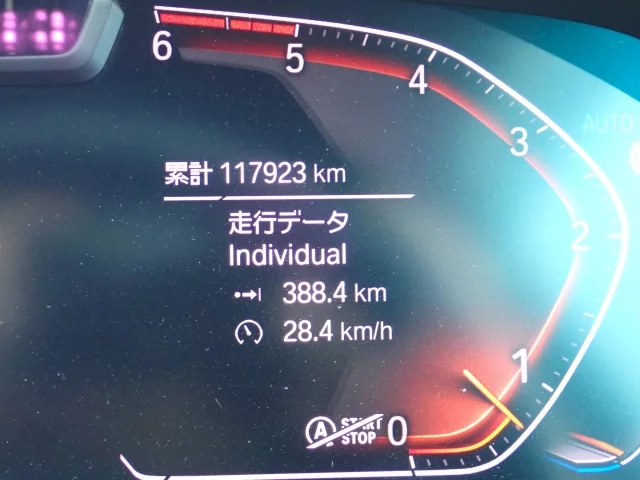 6
5
4
3
2
1
0
AUTO
累計 117923 km
走行データ
Individual
388.4 km
28.4 km/h
A START
STOP